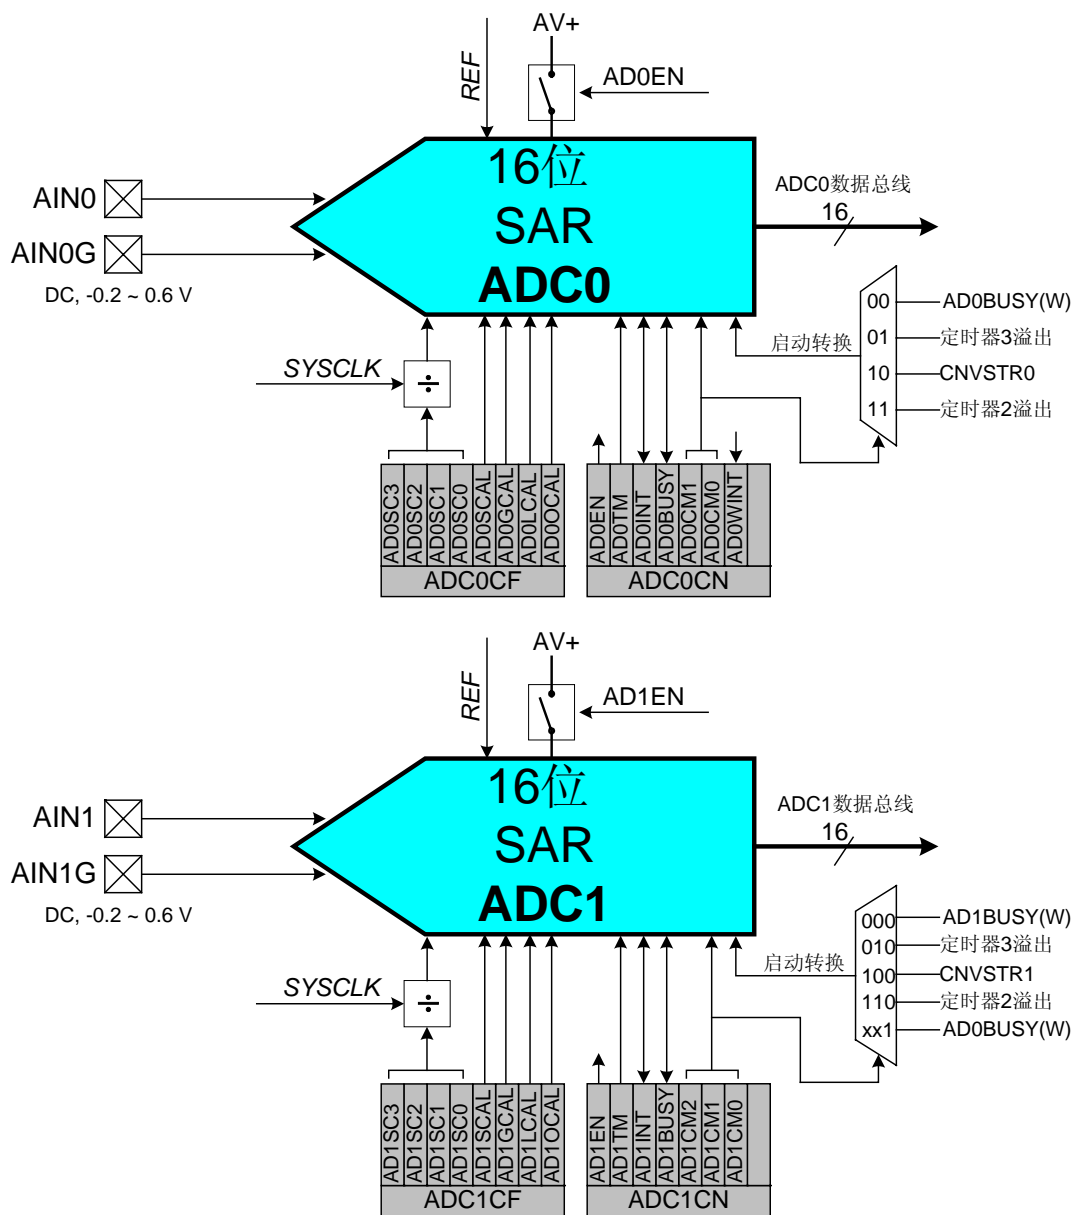 AV+
REF
AD0EN
16位
SAR
ADC0
AIN0
AIN0G
DC, -0.2 ~ 0.6 V
ADC0数据总线
16
启动转换
00
AD0BUSY(W)
01
定时器3溢出
10
CNVSTR0
11
定时器2溢出
SYSCLK
÷
AD0SC3
AD0SC2
AD0SC1
AD0SC0
AD0SCAL
AD0GCAL
AD0LCAL
AD0OCAL
ADC0CF
AD0EN
AD0TM
AD0INT
AD0BUSY
AD0CM1
AD0CM0
AD0WINT
ADC0CN
AV+
REF
AD1EN
16位
SAR
ADC1
AIN1
AIN1G
DC, -0.2 ~ 0.6 V
ADC1数据总线
16
启动转换
000
AD1BUSY(W)
010
定时器3溢出
100
CNVSTR1
110
定时器2溢出
xx1
AD0BUSY(W)
SYSCLK
÷
AD1SC3
AD1SC2
AD1SC1
AD1SC0
AD1SCAL
AD1GCAL
AD1LCAL
AD1OCAL
ADC1CF
AD1EN
AD1TM
AD1INT
AD1BUSY
AD1CM2
AD1CM1
AD1CM0
ADC1CN